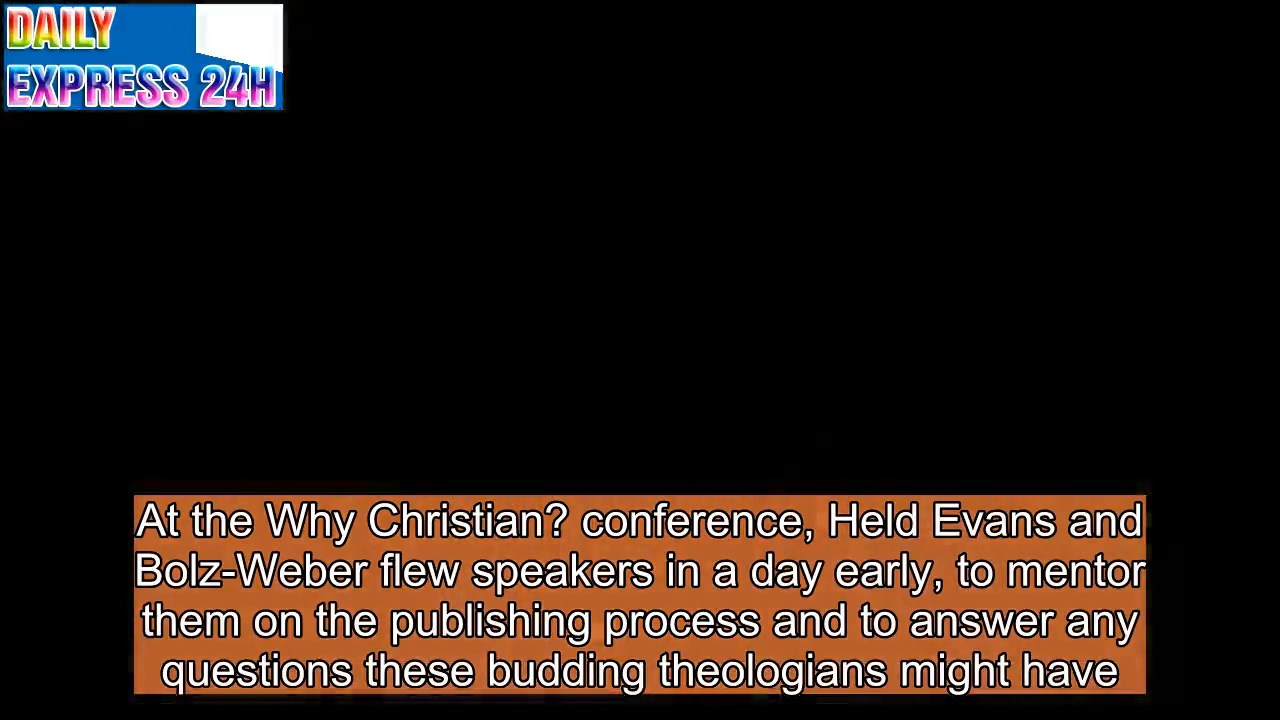 DAILY
EXPRESS 24H
At the Why Christian? conference, Held Evans and
Bolz-Weber flew speakers in a day early, to mentor
them on the publishing process and to answer any
questions these budding theologians might have